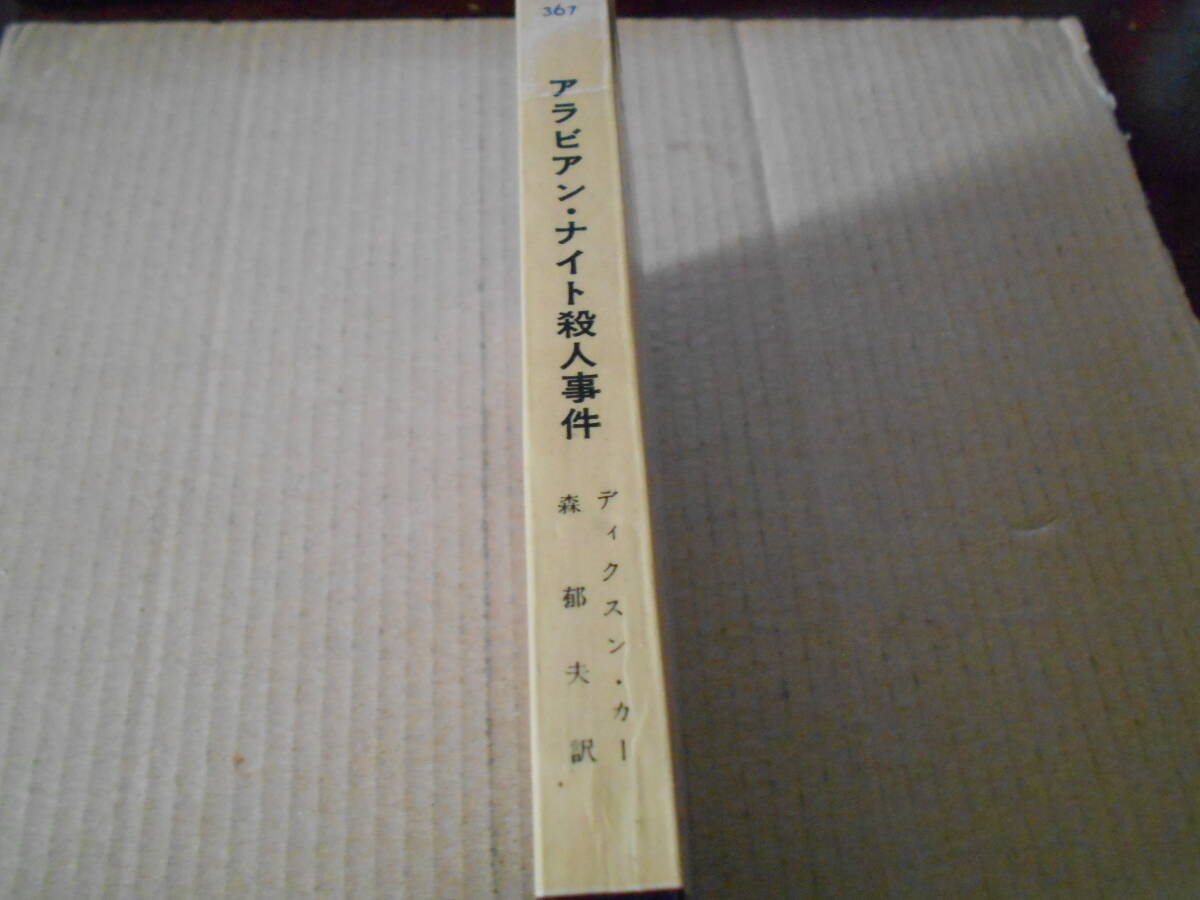 367
アラビアン・ナイト殺人事件
ディクスン・カー
森郁夫訳